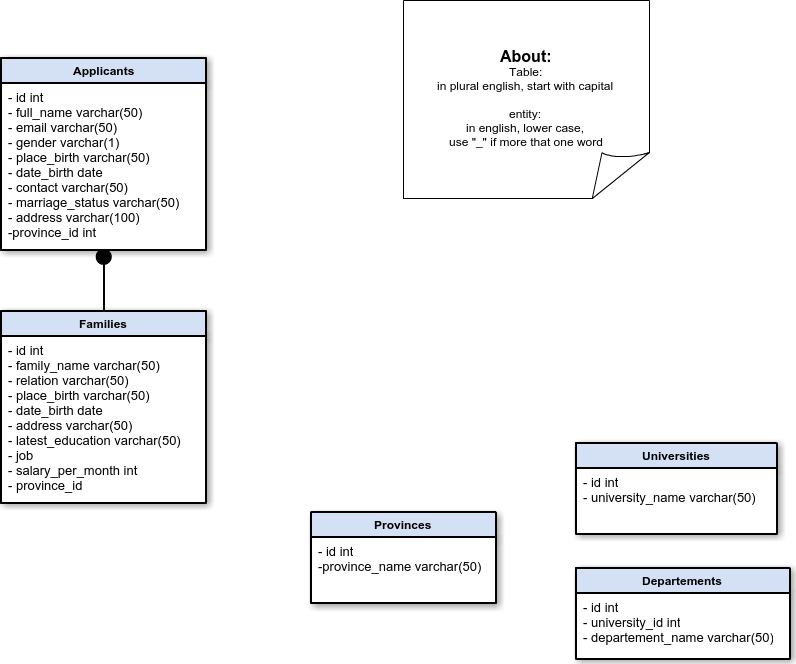 About:
Table:
in plural english, start with capital
entity:
in english, lower case,
use "_" if more that one word
Applicants
- id int
- full_name varchar(50)
- email varchar(50)
- gender varchar(1)
- place_birth varchar(50)
- date_birth date
- contact varchar(50)
- marriage_status varchar(50)
- address varchar(100)
-province_id int
Families
- id int
- family_name varchar(50)
- relation varchar(50)
- place_birth varchar(50)
- date_birth date
- address varchar(50)
- latest_education varchar(50)
- job
- salary_per_month int
- province_id
Provinces
- id int
-province_name varchar(50)
Universities
- id int
- university_name varchar(50)
Departements
- id int
- university_id int
- departement_name varchar(50)